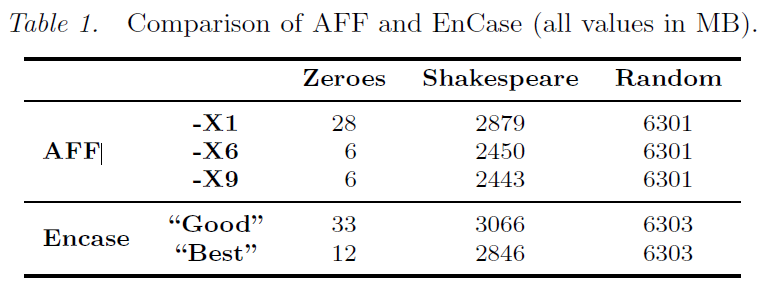 Table 1. Comparison of AFF and EnCase (all values in MB).
Zeroes Shakespeare Random
-X1 28 2879 6301
AFF -X6 6 2450 6301
-X9 6 2443 6301
“Good” 33 3066 6303
Encase
“Best” 12 2846 6303